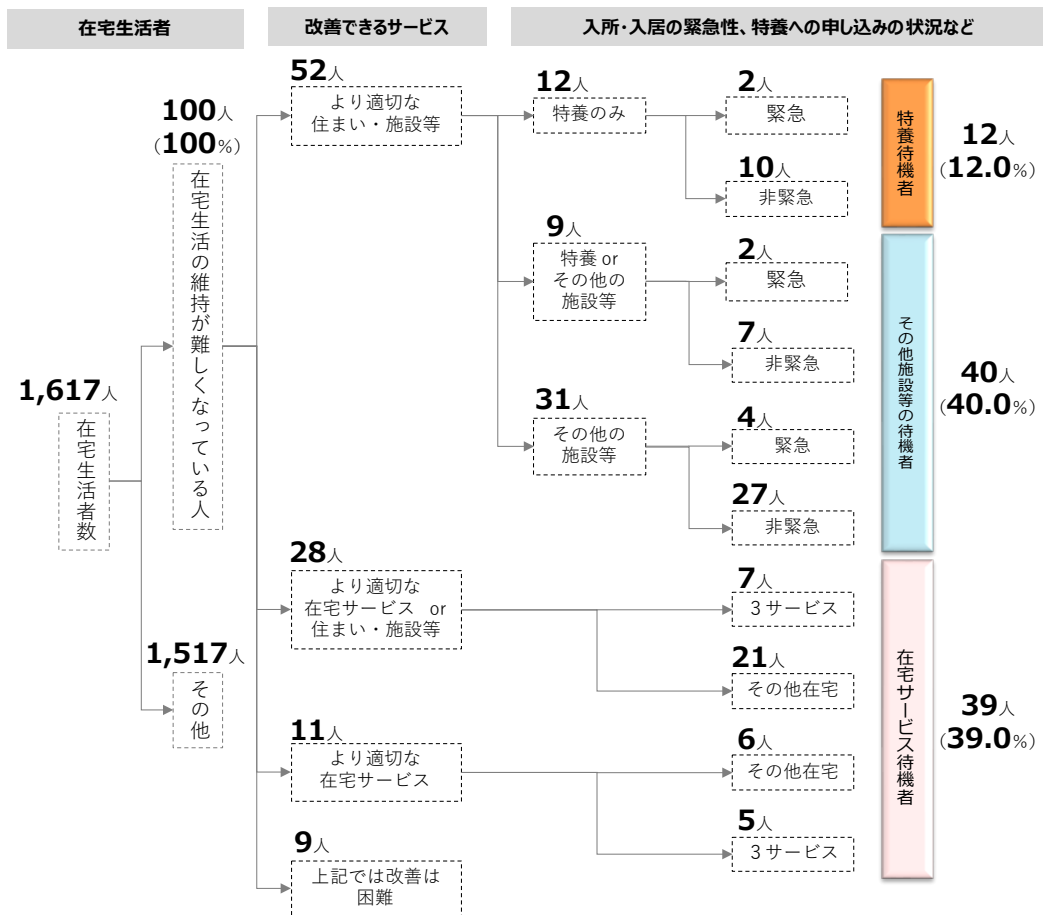 在宅生活者
改善できるサービス
入所・入居の緊急性、特養への申し込みの状況など
1,617人
在宅生活者数
100人
(100%)
在宅生活の維持が難しくなっている人
1,517人
その他
52人
より適切な
住まい・施設等
12人
特養のみ
2人
緊急
10人
非緊急
9人
特養 or
その他の
施設等
2人
緊急
7人
非緊急
31人
その他の
施設等
4人
緊急
27人
非緊急
28人
より適切な
在宅サービス or
住まい・施設等
7人
3サービス
21人
その他在宅
11人
より適切な
在宅サービス
6人
その他在宅
5人
3サービス
9人
上記では改善は
困難
特養待機者
12人
(12.0%)
その他施設等の待機者
40人
(40.0%)
在宅サービス待機者
39人
(39.0%)